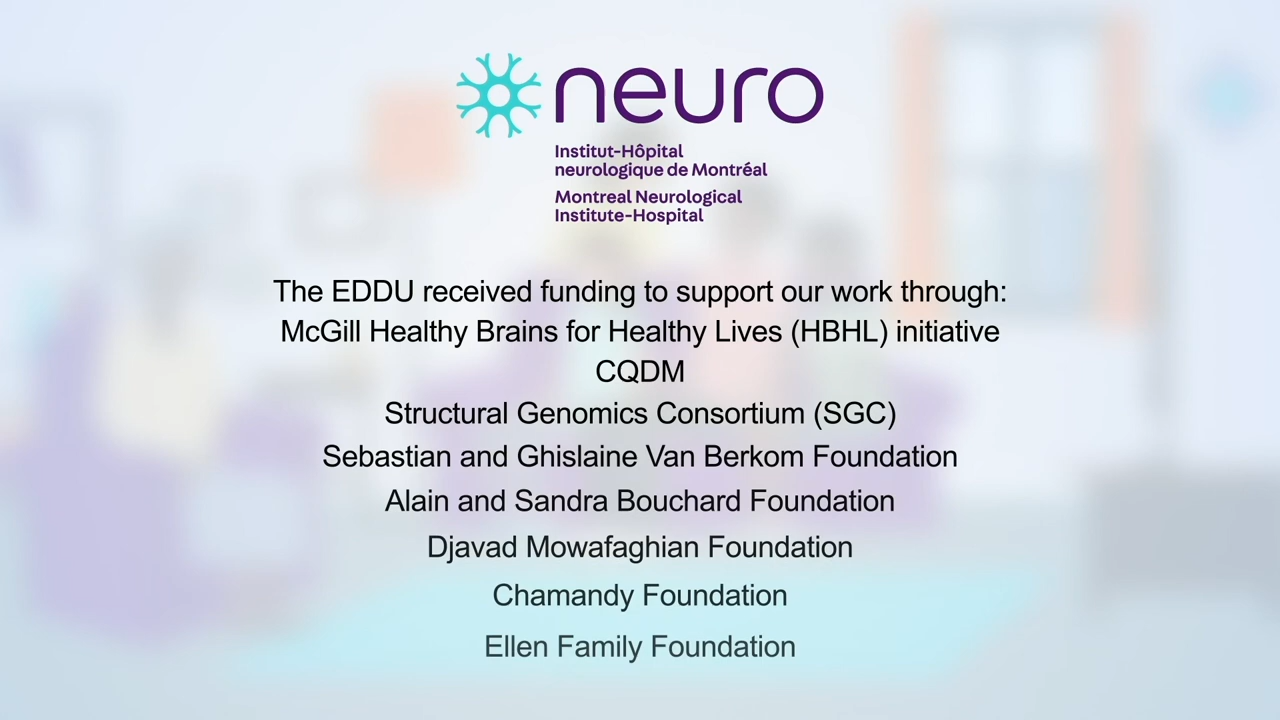 neuro
Institut-Hôpital
neurologique de Montréal
Montreal Neurological
Institute-Hospital
The EDDU received funding to support our work through:
McGill Healthy Brains for Healthy Lives (HBHL) initiative
CQDM
Structural Genomics Consortium (SGC)
Sebastian and Ghislaine Van Berkom Foundation
Alain and Sandra Bouchard Foundation
Djavad Mowafaghian Foundation
Chamandy Foundation
Ellen Family Foundation